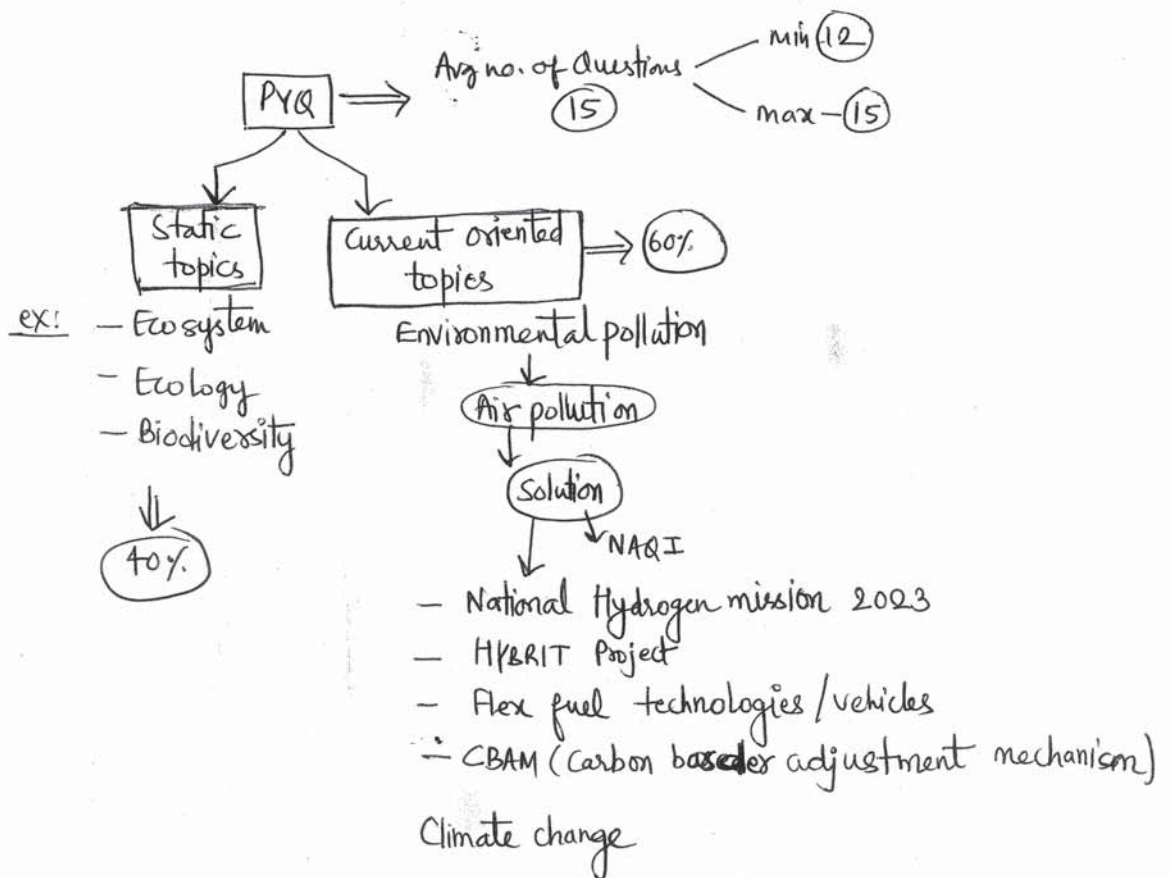 PYQ
Avg no. of Questions
15
min 12
max - 15
Static
topics
Current oriented
topics
60%
ex:
- Ecosystem
- Ecology
- Biodiversity
40%
Environmental pollution
Air pollution
Solution
NAQI
- National Hydrogen mission 2023
- HYBRIT Project
- Flex fuel technologies / vehicles
- CBAM (Carbon border adjustment mechanism)
Climate change